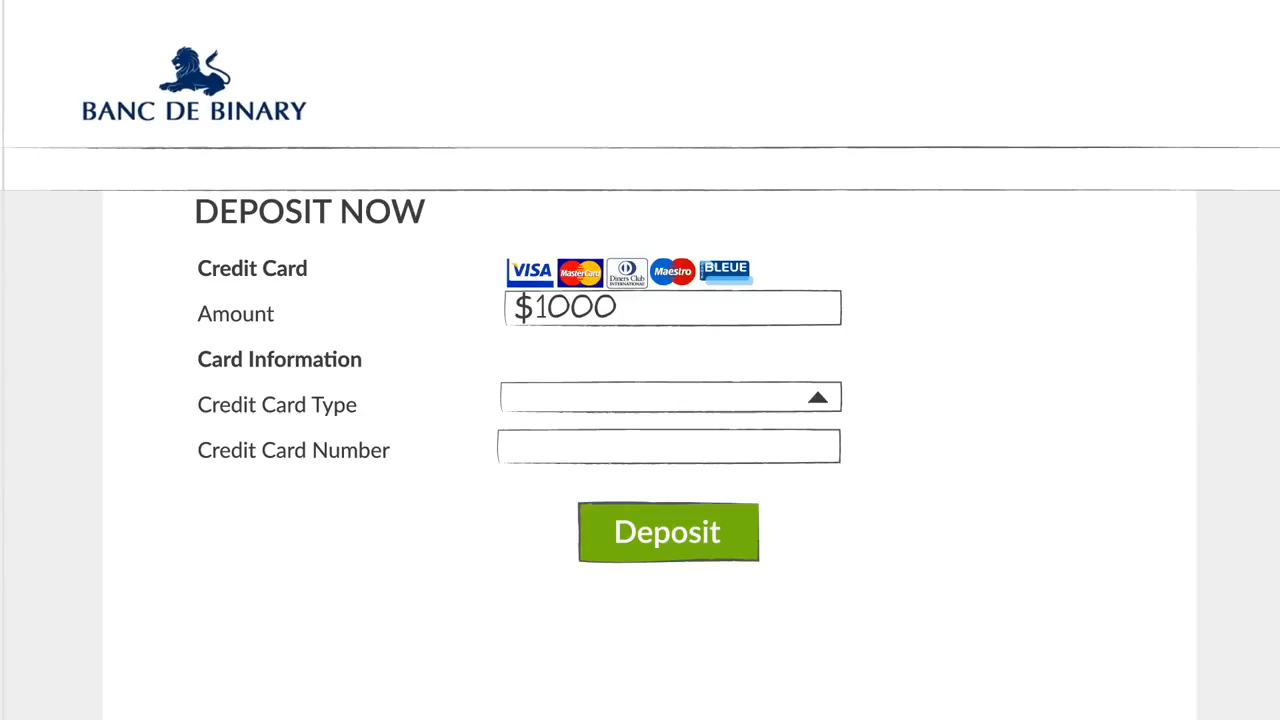 BANC DE BINARY
DEPOSIT NOW
Credit Card
VISA MasterCard Diners Club INTERNATIONAL Maestro BLEUE
Amount $1000
Card Information
Credit Card Type
Credit Card Number
Deposit